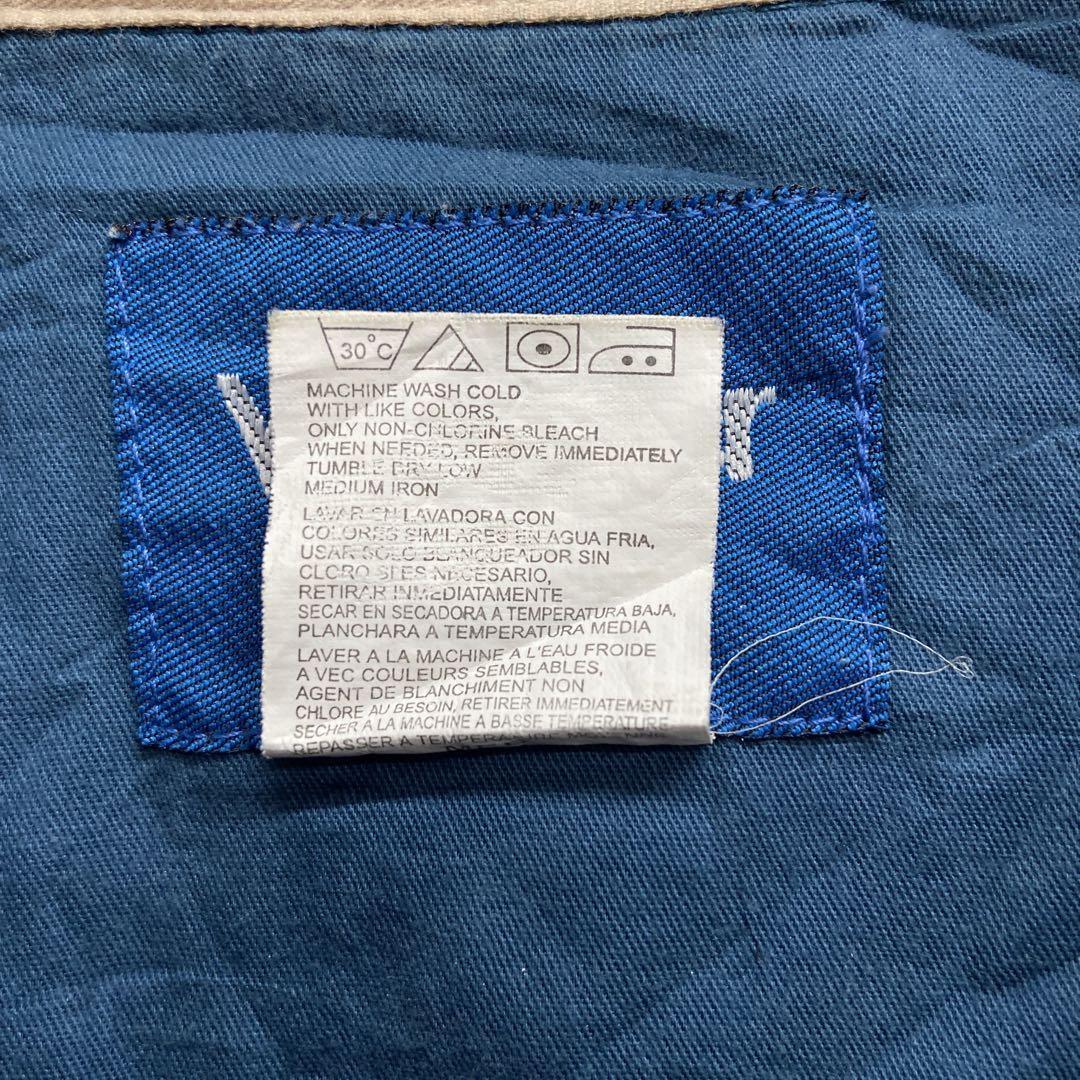 30°C
MACHINE WASH COLD
WITH LIKE COLORS,
ONLY NON-CHLORINE BLEACH
WHEN NEEDED, REMOVE IMMEDIATELY
TUMBLE DRY LOW
MEDIUM IRON
LAVAR EN LAVADORA CON
COLORES SIMILARES EN AGUA FRIA,
USAR SOLO BLANQUEADOR SIN
CLORO SI ES NECESARIO,
RETIRAR INMEDIATAMENTE
SECAR EN SECADORA A TEMPERATURA BAJA,
PLANCHAR A TEMPERATURA MEDIA
LAVER A LA MACHINE A L'EAU FROIDE
A VEC COULEURS SEMBLABLES,
AGENT DE BLANCHIMENT NON
CHLORE AU BESOIN, RETIRER IMMEDIATEMENT
SECHER A LA MACHINE A BASSE TEMPERATURE
REPASSER A TEMPERATURE